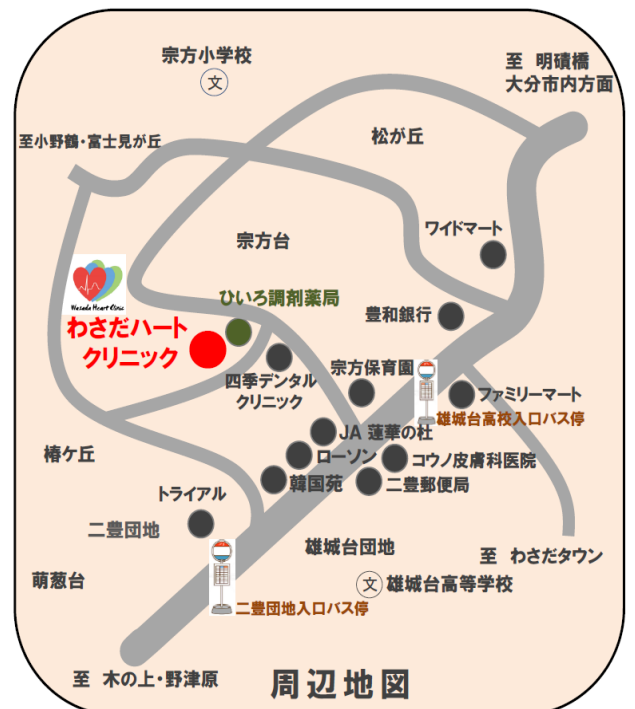 宗方小学校
文
至 明磧橋
大分市内方面
至小野鶴・富士見が丘
松が丘
ワイドマート
宗方台
Wasada Heart Clinic
ひいろ調剤薬局
豊和銀行
わさだハート
クリニック
四季デンタル
クリニック
宗方保育園
ファミリーマート
雄城台高校入口バス停
JA 蓮華の杜
ローソン
コウノ皮膚科医院
椿ケ丘
韓国苑
二豊郵便局
トライアル
二豊団地
雄城台団地
至 わさだタウン
萌葱台
文
雄城台高等学校
二豊団地入口バス停
至 木の上・野津原
周辺地図